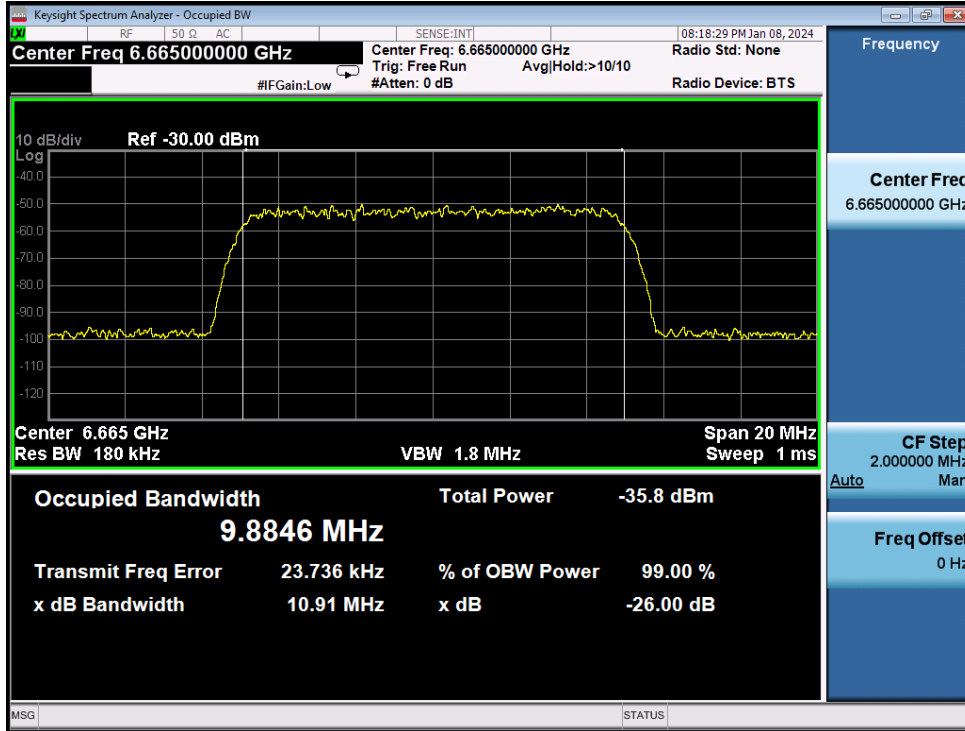 Keysight Spectrum Analyzer - Occupied BW
LXI RF 50 Ω AC SENSE:INT 08:18:29 PM Jan 08, 2024
Center Freq 6.665000000 GHz
Center Freq: 6.665000000 GHz Radio Std: None
Trig: Free Run Avg|Hold:>10/10
#IFGain:Low #Atten: 0 dB Radio Device: BTS
10 dB/div Ref -30.00 dBm
Log
-40.0
-50.0
-60.0
-70.0
-80.0
-90.0
-100
-110
-120
Center 6.665 GHz Span 20 MHz
Res BW 180 kHz VBW 1.8 MHz Sweep 1 ms
Occupied Bandwidth Total Power -35.8 dBm
9.8846 MHz
Transmit Freq Error 23.736 kHz % of OBW Power 99.00 %
x dB Bandwidth 10.91 MHz x dB -26.00 dB
MSG STATUS
Frequency
Center Freq
6.665000000 GHz
CF Step
2.000000 MHz
Auto Man
Freq Offset
0 Hz